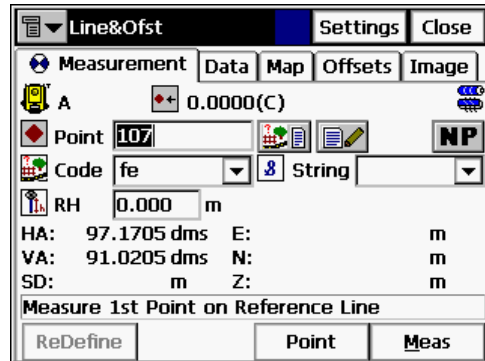 Line&Ofst Settings Close
Measurement Data Map Offsets Image
A 0.0000(C)
Point 107 NP
Code fe String
RH 0.000 m
HA: 97.1705 dms E: m
VA: 91.0205 dms N: m
SD: m Z: m
Measure 1st Point on Reference Line
ReDefine Point Meas